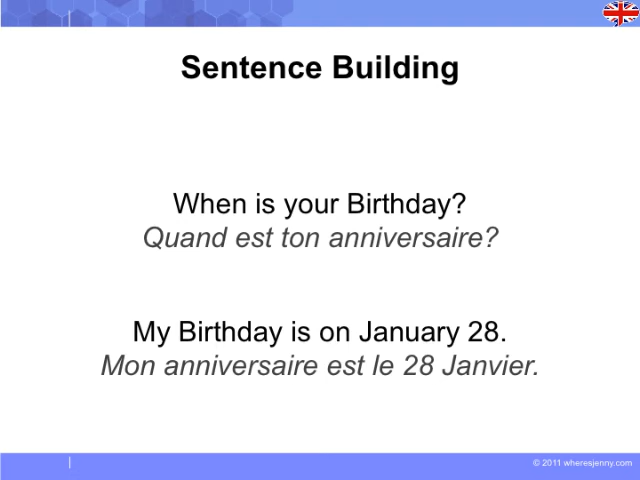 Sentence Building
When is your Birthday?
Quand est ton anniversaire?
My Birthday is on January 28.
Mon anniversaire est le 28 Janvier.
© 2011 wheresjenny.com